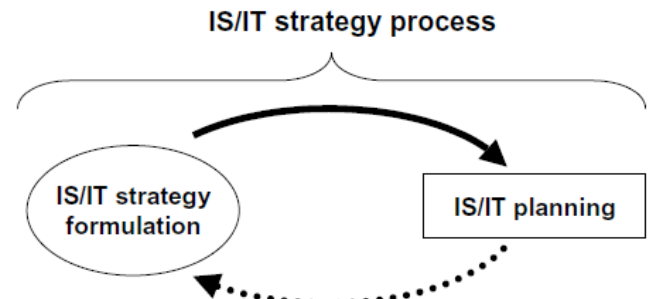 IS/IT strategy process
IS/IT strategy
formulation
IS/IT planning